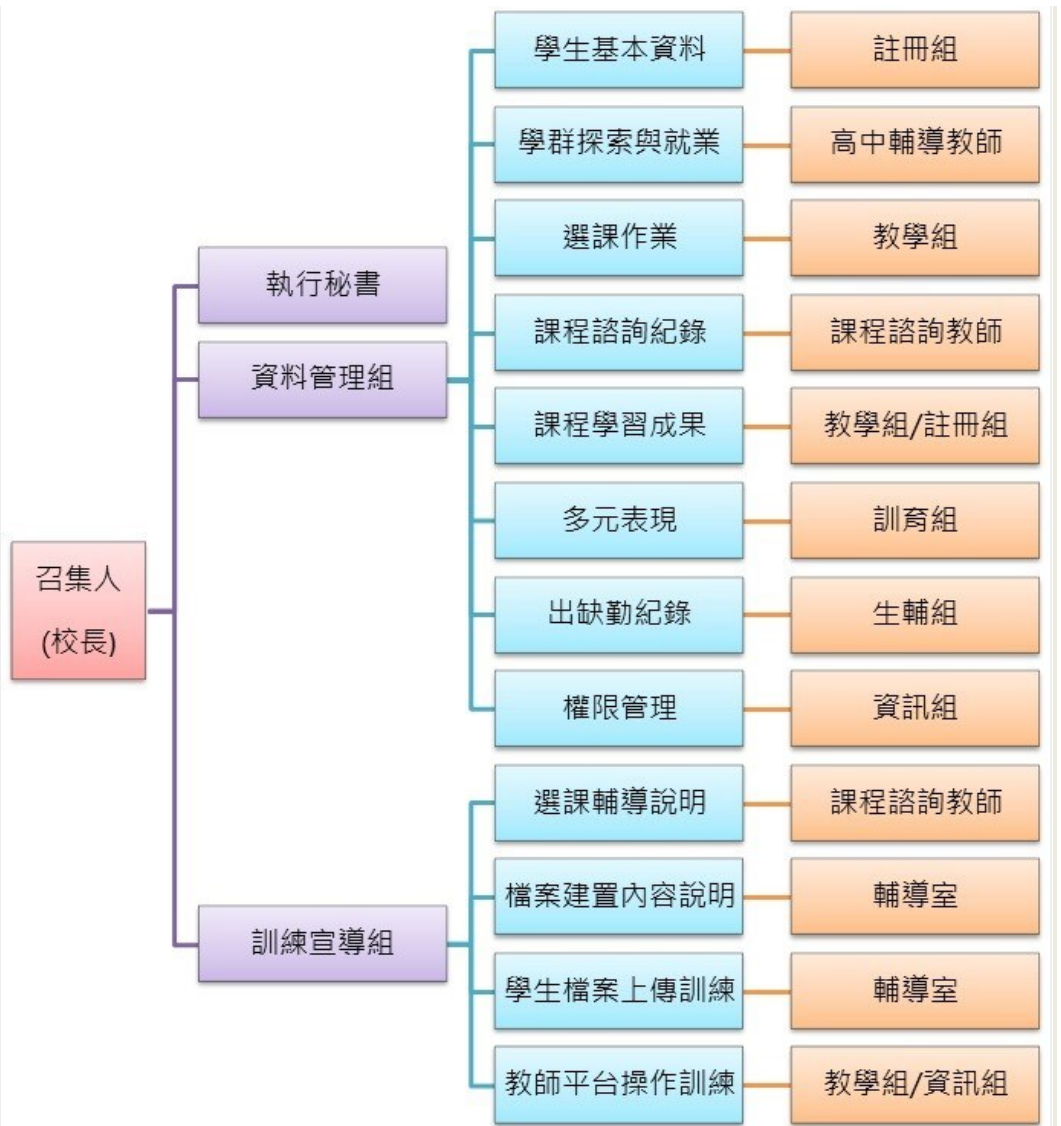 召集人
(校長)
執行秘書
資料管理組
學生基本資料
註冊組
學群探索與就業
高中輔導教師
選課作業
教學組
課程諮詢紀錄
課程諮詢教師
課程學習成果
教學組/註冊組
多元表現
訓育組
出缺勤紀錄
生輔組
權限管理
資訊組
訓練宣導組
選課輔導說明
課程諮詢教師
檔案建置內容說明
輔導室
學生檔案上傳訓練
輔導室
教師平台操作訓練
教學組/資訊組